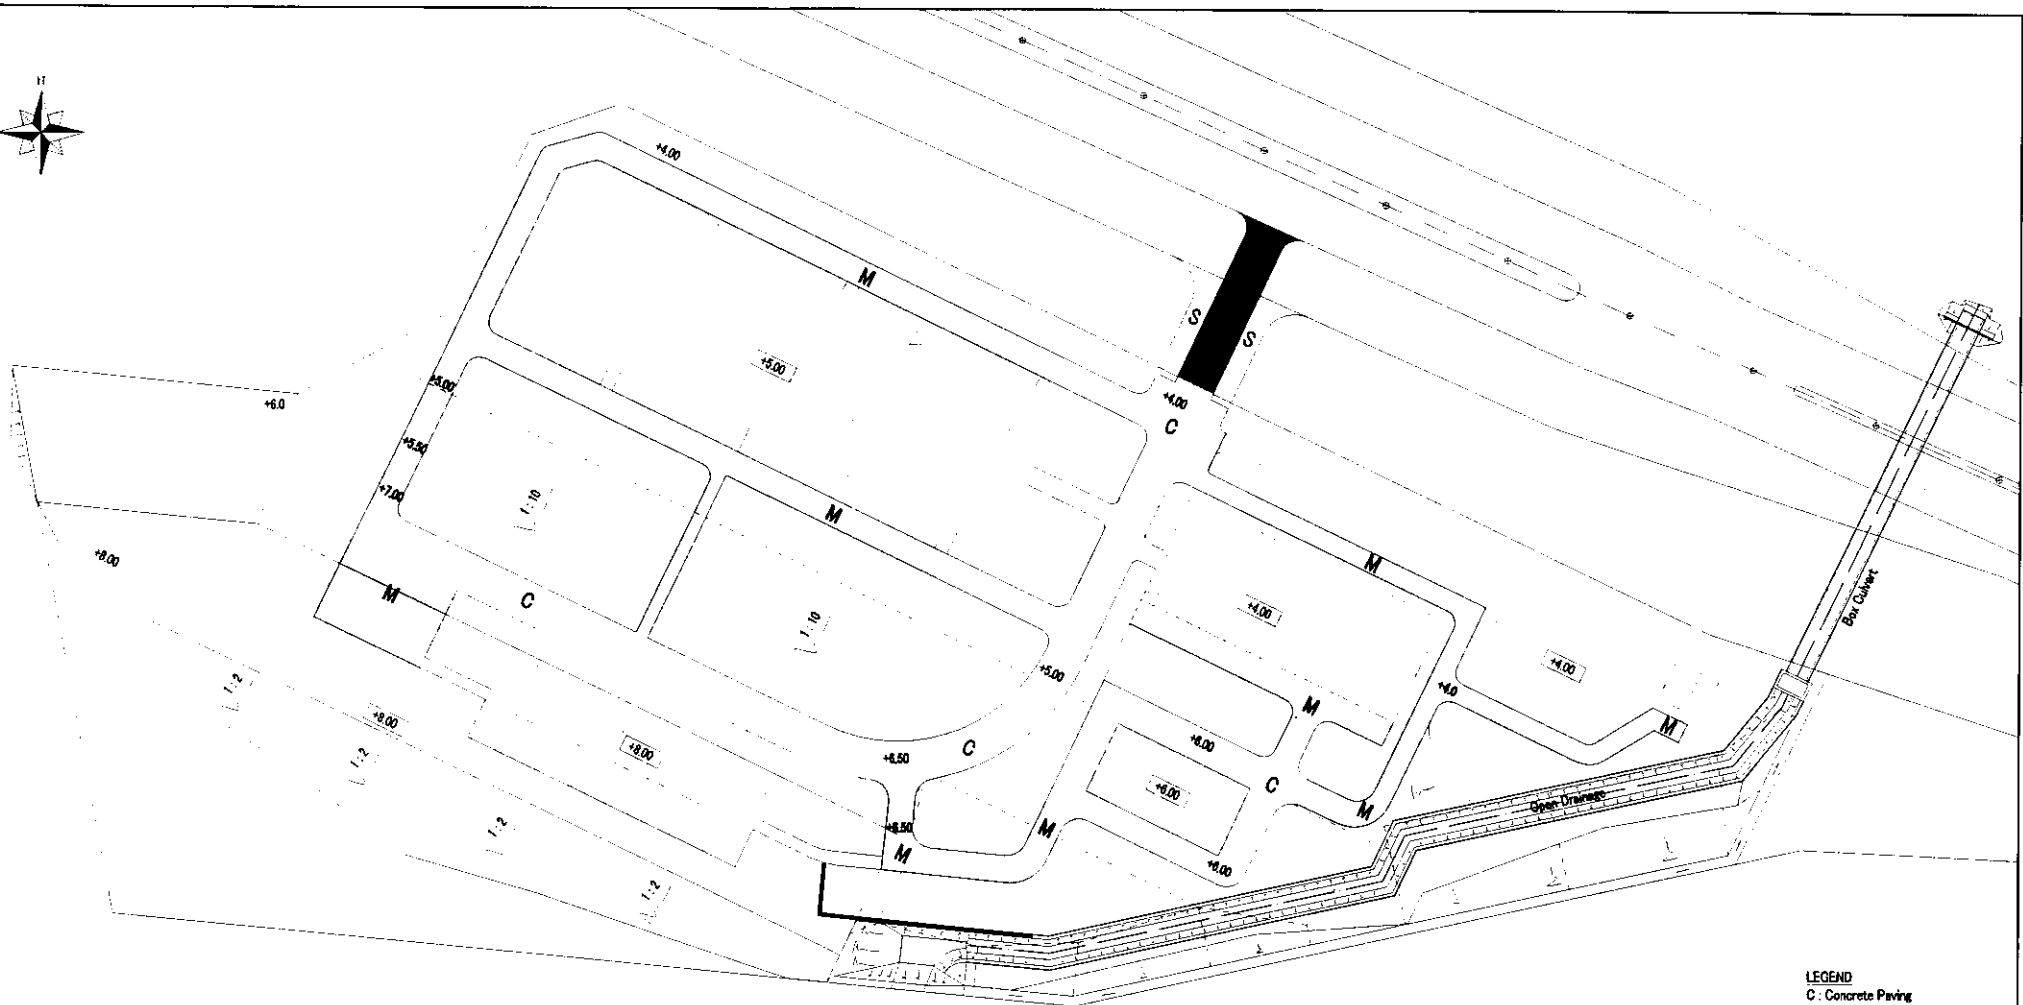 N
+4.00
M
S
S
+5.00
+5.00
+6.0
+4.00
C
+5.50
+7.00
1 : 10
M
M
+8.00
Box Culvert
M
C
+4.00
1 : 10
+4.00
+5.00
1 : 2
+4.0
M
+8.00
M
+8.00
C
+6.00
+6.50
1 : 2
C
+6.00
Open Drainage
M
1 : 2
+6.50
M
M
+6.00
1 : 2
LEGEND
C : Concrete Paving